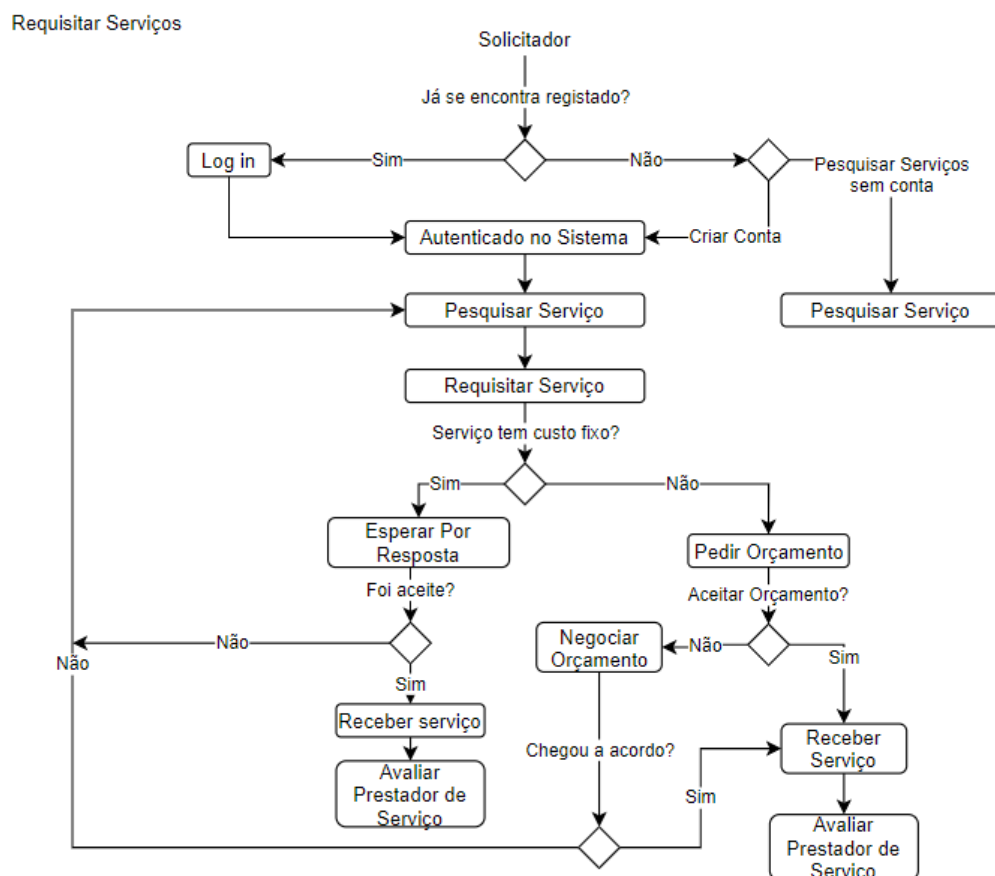 Requisitar Serviços
Solicitador
Já se encontra registado?
Log in
Sim
Não
Pesquisar Serviços
sem conta
Autenticado no Sistema
Criar Conta
Pesquisar Serviço
Pesquisar Serviço
Requisitar Serviço
Serviço tem custo fixo?
Sim
Não
Esperar Por
Resposta
Pedir Orçamento
Foi aceite?
Aceitar Orçamento?
Não
Não
Negociar
Orçamento
Não
Sim
Sim
Receber serviço
Chegou a acordo?
Receber
Serviço
Avaliar
Prestador de
Serviço
Sim
Avaliar
Prestador de
Serviço